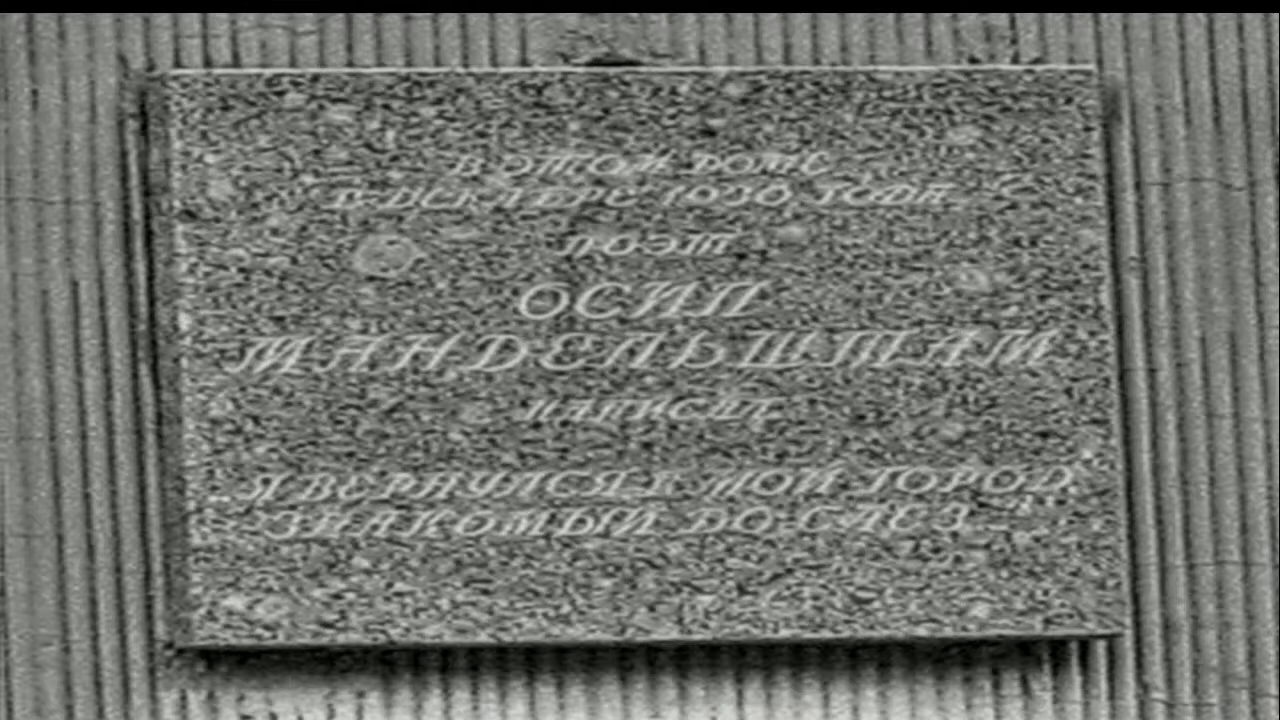 В ЭТОМ ДОМЕ
В ДЕКАБРЕ 1930 ГОДА
ПОЭТ
ОСИП
МАНДЕЛЬШТАМ
НАПИСАЛ
Я ВЕРНУЛСЯ В МОЙ ГОРОД
ЗНАКОМЫЙ ДО СЛЕЗ